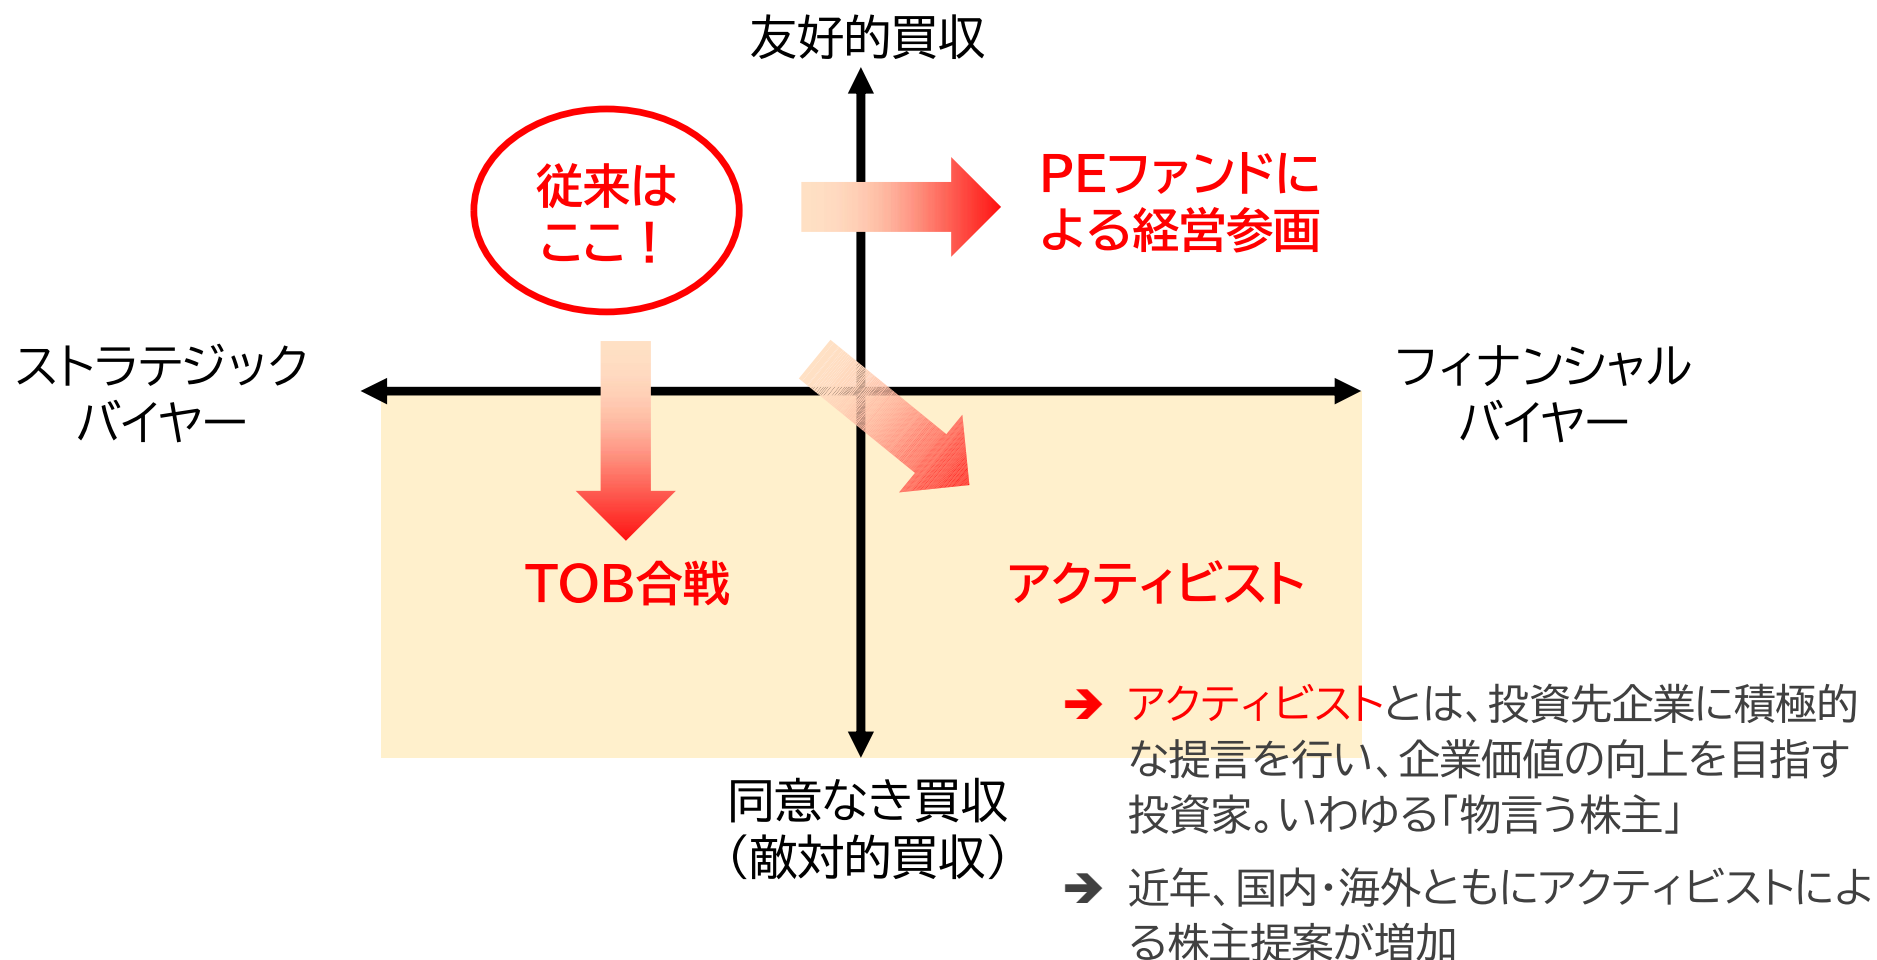 友好的買収
従来は
ここ！
PEファンドに
よる経営参画
ストラテジック
バイヤー
フィナンシャル
バイヤー
TOB合戦
アクティビスト
同意なき買収
（敵対的買収）
➔ アクティビストとは、投資先企業に積極的
な提言を行い、企業価値の向上を目指す
投資家。いわゆる「物言う株主」
➔ 近年、国内・海外ともにアクティビストによ
る株主提案が増加